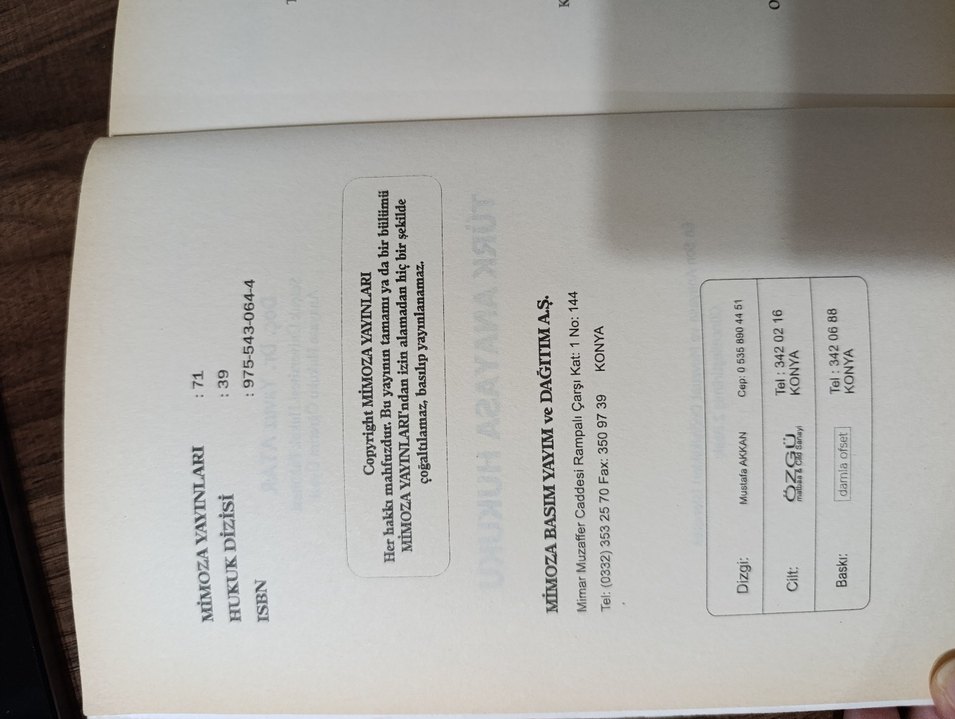 MİMOZA YAYINLARI : 71
HUKUK DİZİSİ : 39
ISBN : 975-543-064-4
Copyright MİMOZA YAYINLARI
Her hakkı mahfuzdur. Bu yayının tamamı ya da bir bülümü
MİMOZA YAYINLARI'ndan izin alamadan hiç bir şekilde
çoğaltılamaz, basılıp yayınlanamaz.
MİMOZA BASIM YAYIM ve DAĞITIM A.Ş.
Mimar Muzaffer Caddesi Rampalı Çarşı Kat: 1 No: 144
Tel: (0332) 353 25 70 Fax: 350 97 39 KONYA
Dizgi: Mustafa AKKAN Cep: 0 535 890 44 51
Cilt: ÖZGÜ matbaa & Cild Sanayi Tel : 342 02 16
KONYA
Baskı: damla ofset Tel : 342 06 88
KONYA